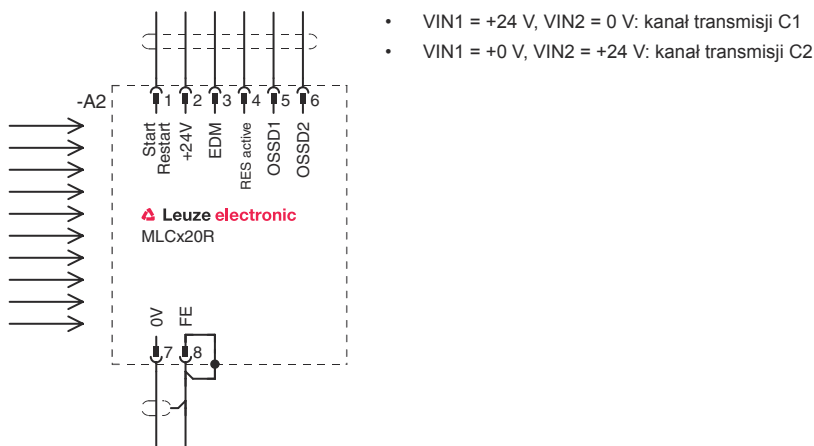 • VIN1 = +24 V, VIN2 = 0 V: kanał transmisji C1
• VIN1 = +0 V, VIN2 = +24 V: kanał transmisji C2
-A2
1 2 3 4 5 6
Start
Restart
+24V
EDM
RES active
OSSD1
OSSD2
Leuze electronic
MLCx20R
0V
FE
7 8